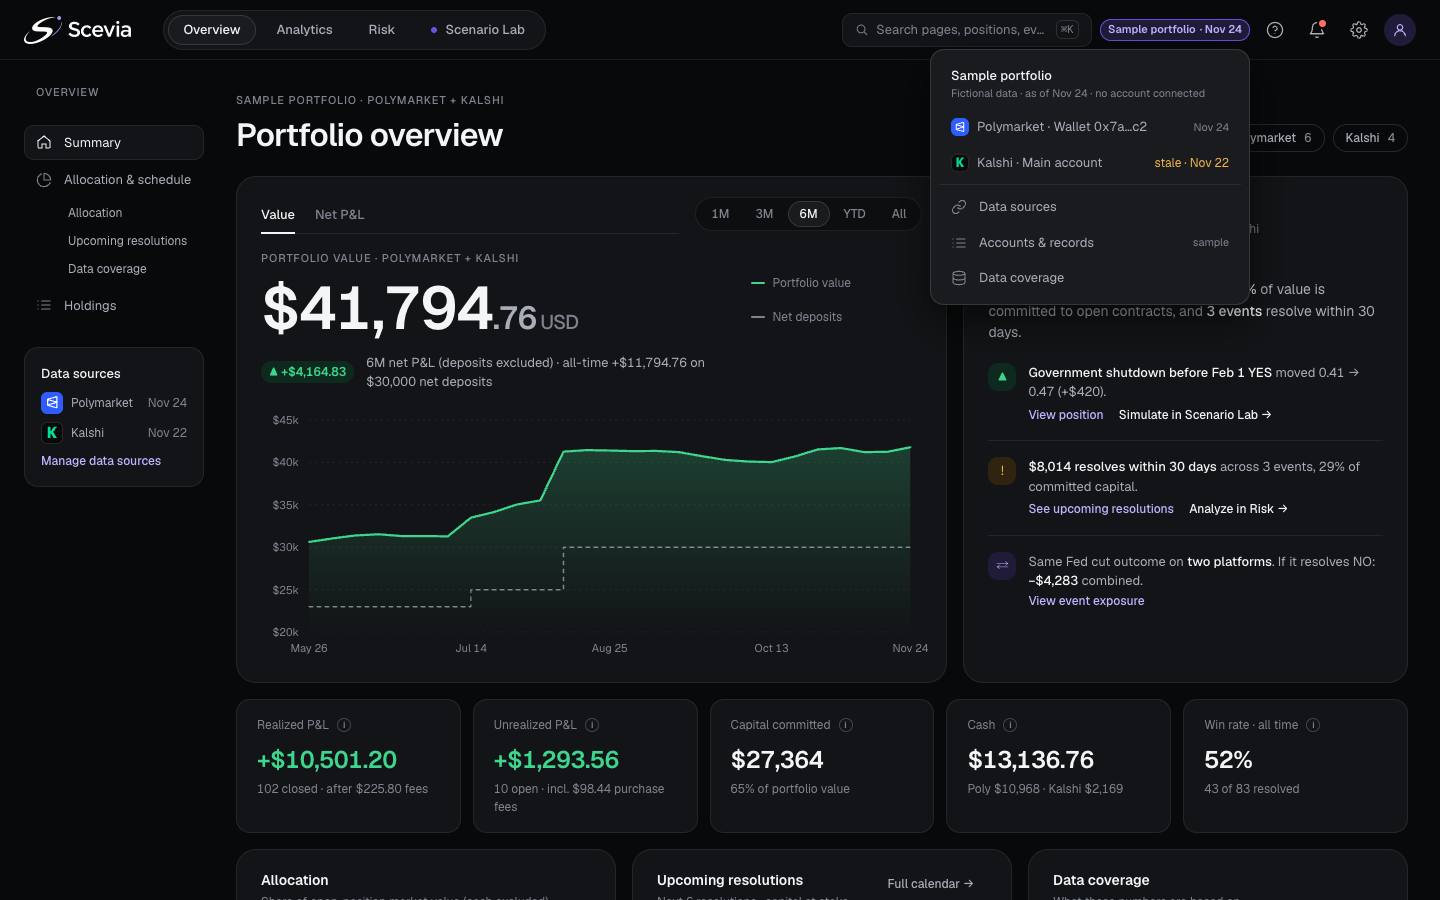 Scevia
Overview
Analytics
Risk
Scenario Lab
Search pages, positions, ev...
⌘K
Sample portfolio · Nov 24
OVERVIEW
Summary
Allocation & schedule
Allocation
Upcoming resolutions
Data coverage
Holdings
Data sources
Polymarket Nov 24
Kalshi Nov 22
Manage data sources
SAMPLE PORTFOLIO · POLYMARKET + KALSHI
Portfolio overview
ymarket 6
Kalshi 4
Sample portfolio
Fictional data · as of Nov 24 · no account connected
Polymarket · Wallet 0x7a...c2 Nov 24
Kalshi · Main account stale · Nov 22
Data sources
Accounts & records sample
Data coverage
Value
Net P&L
1M
3M
6M
YTD
All
PORTFOLIO VALUE · POLYMARKET + KALSHI
$41,794.76 USD
Portfolio value
Net deposits
▲ +$4,164.83
6M net P&L (deposits excluded) · all-time +$11,794.76 on
$30,000 net deposits
$45k
$40k
$35k
$30k
$25k
$20k
May 26
Jul 14
Aug 25
Oct 13
Nov 24
hi
% of value is
committed to open contracts, and 3 events resolve within 30
days.
Government shutdown before Feb 1 YES moved 0.41 →
0.47 (+$420).
View position Simulate in Scenario Lab →
! $8,014 resolves within 30 days across 3 events, 29% of
committed capital.
See upcoming resolutions Analyze in Risk →
Same Fed cut outcome on two platforms. If it resolves NO:
−$4,283 combined.
View event exposure
Realized P&L
+$10,501.20
102 closed · after $225.80 fees
Unrealized P&L
+$1,293.56
10 open · incl. $98.44 purchase
fees
Capital committed
$27,364
65% of portfolio value
Cash
$13,136.76
Poly $10,968 · Kalshi $2,169
Win rate · all time
52%
43 of 83 resolved
Allocation
Upcoming resolutions
Full calendar →
Data coverage